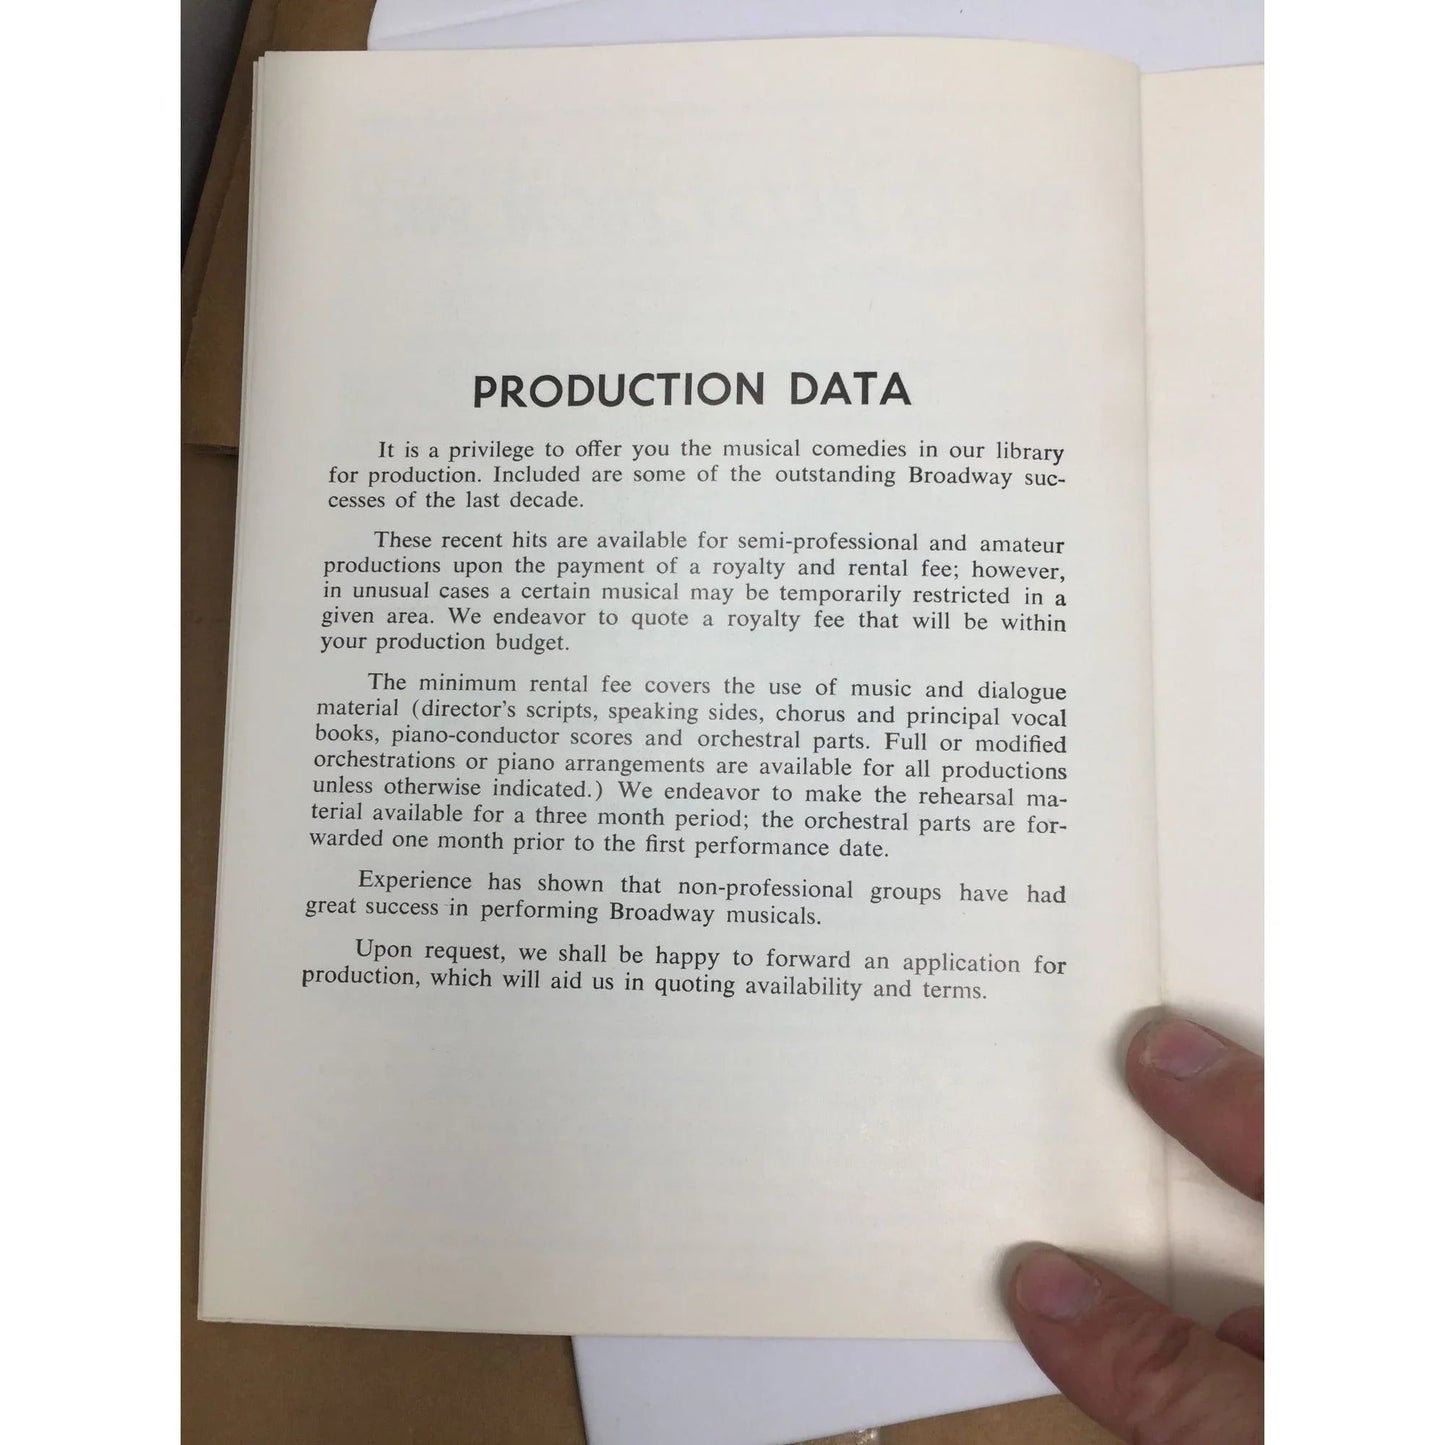 PRODUCTION DATA
It is a privilege to offer you the musical comedies in our library
for production. Included are some of the outstanding Broadway suc-
cesses of the last decade.
These recent hits are available for semi-professional and amateur
productions upon the payment of a royalty and rental fee; however,
in unusual cases a certain musical may be temporarily restricted in a
given area. We endeavor to quote a royalty fee that will be within
your production budget.
The minimum rental fee covers the use of music and dialogue
material (director's scripts, speaking sides, chorus and principal vocal
books, piano-conductor scores and orchestral parts. Full or modified
orchestrations or piano arrangements are available for all productions
unless otherwise indicated.) We endeavor to make the rehearsal ma-
terial available for a three month period; the orchestral parts are for-
warded one month prior to the first performance date.
Experience has shown that non-professional groups have had
great success in performing Broadway musicals.
Upon request, we shall be happy to forward an application for
production, which will aid us in quoting availability and terms.